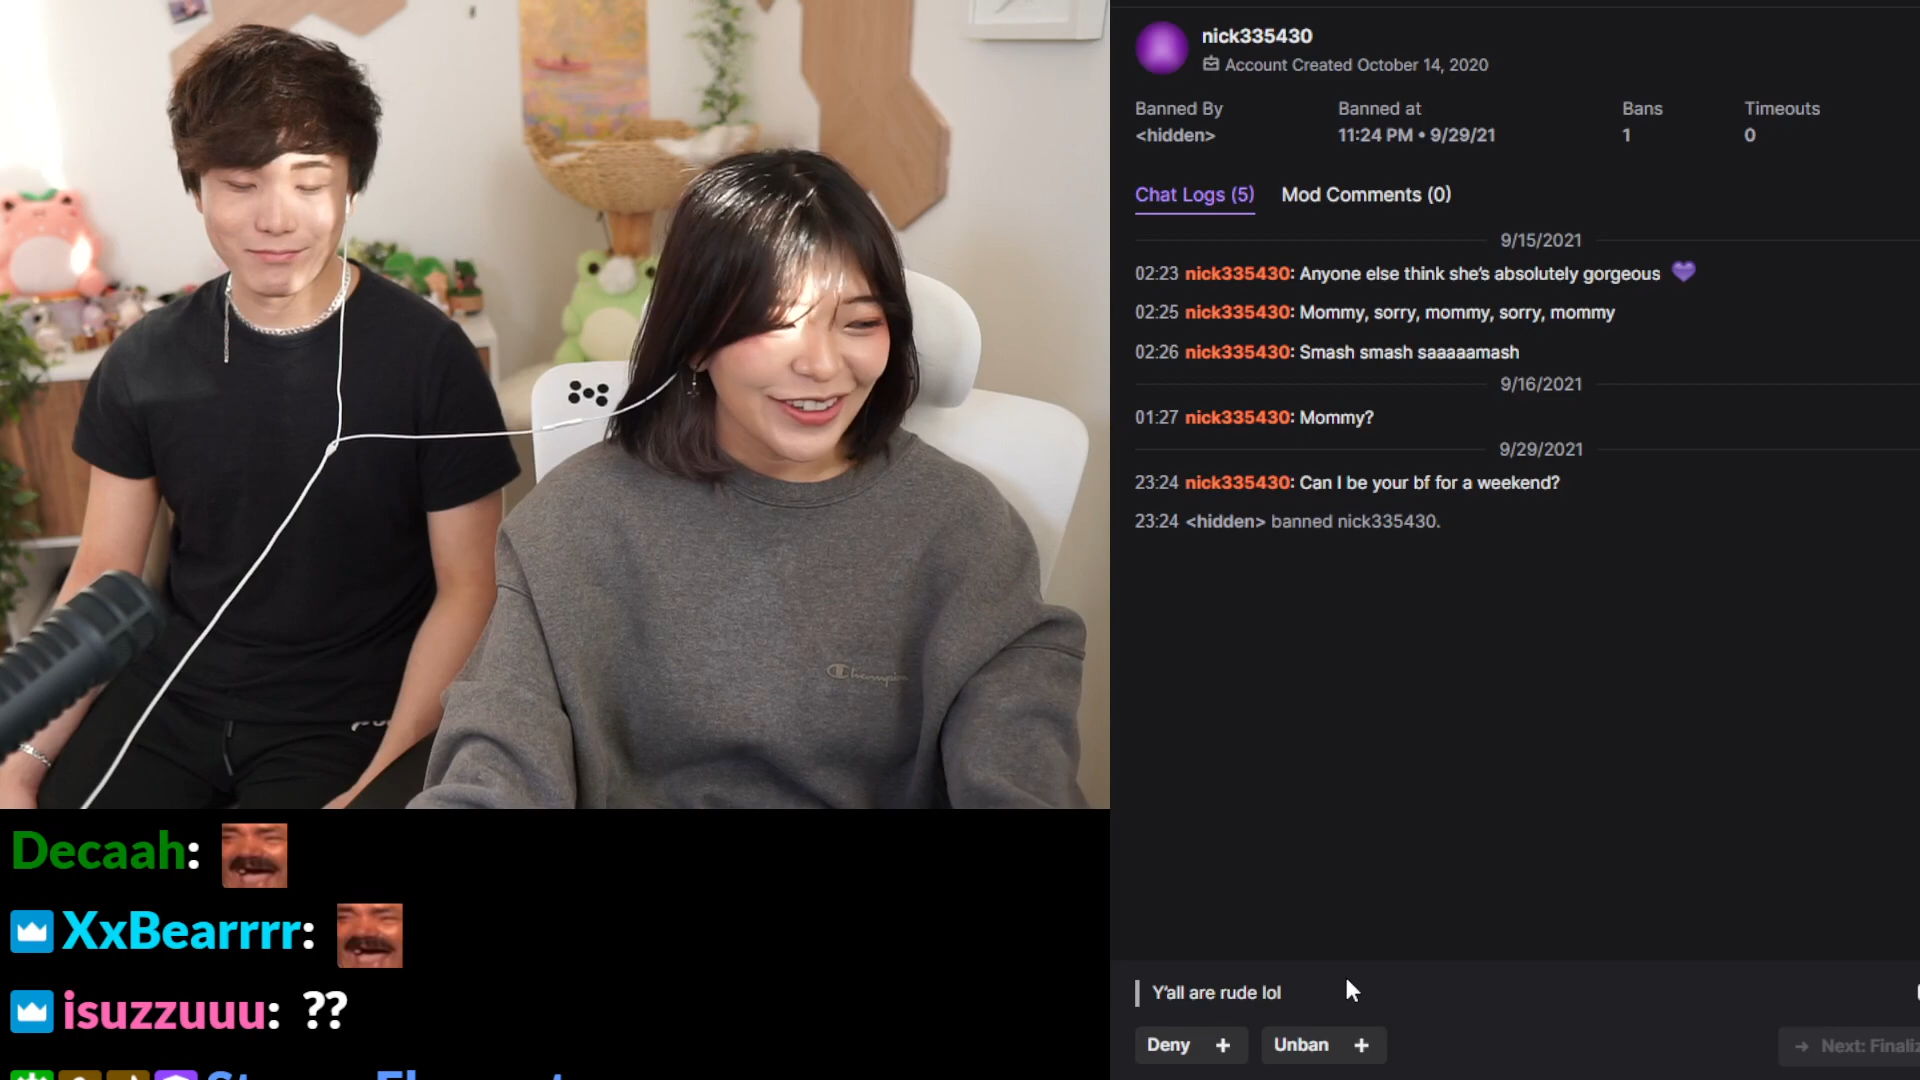 nick335430
Account Created October 14, 2020
Banned By
<hidden>
Banned at
11:24 PM • 9/29/21
Bans
1
Timeouts
0
Chat Logs (5)
Mod Comments (0)
9/15/2021
02:23 nick335430: Anyone else think she's absolutely gorgeous
02:25 nick335430: Mommy, sorry, mommy, sorry, mommy
02:26 nick335430: Smash smash saaaaamash
9/16/2021
01:27 nick335430: Mommy?
9/29/2021
23:24 nick335430: Can I be your bf for a weekend?
23:24 <hidden> banned nick335430.
Y'all are rude lol
Deny +
Unban +
Next:
Champion
Decaah:
XxBearrrr:
isuzzuuu: ??